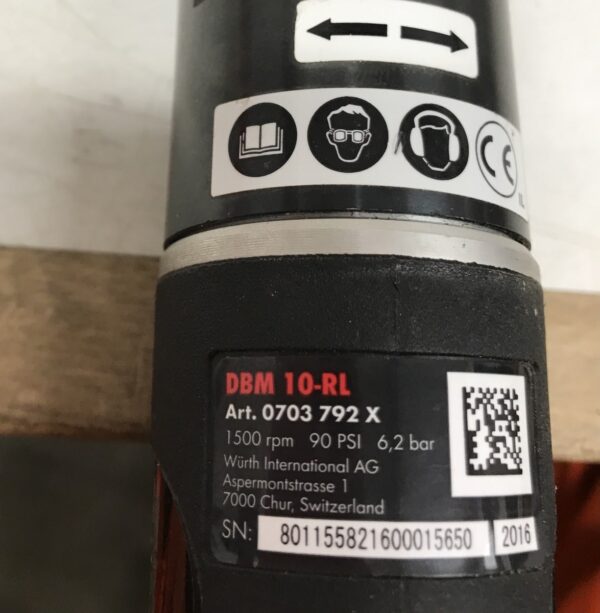 CE
DBM 10-RL
Art. 0703 792 X
1500 rpm 90 PSI 6,2 bar
Würth International AG
Aspermontstrasse 1
7000 Chur, Switzerland
SN: 801155821600015650 2016